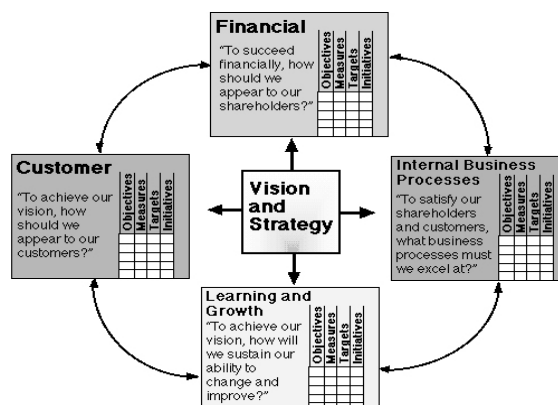 Financial
“To succeed
financially, how
should we
appear to our
shareholders?”
Objectives
Measures
Targets
Initiatives
Customer
“To achieve our
vision, how
should we
appear to our
customers?”
Objectives
Measures
Targets
Initiatives
Vision
and
Strategy
Internal Business
Processes
“To satisfy our
shareholders
and customers,
what business
processes must
we excel at?”
Objectives
Measures
Targets
Initiatives
Learning and
Growth
“To achieve our
vision, how will
we sustain our
ability to
change and
improve?”
Objectives
Measures
Targets
Initiatives